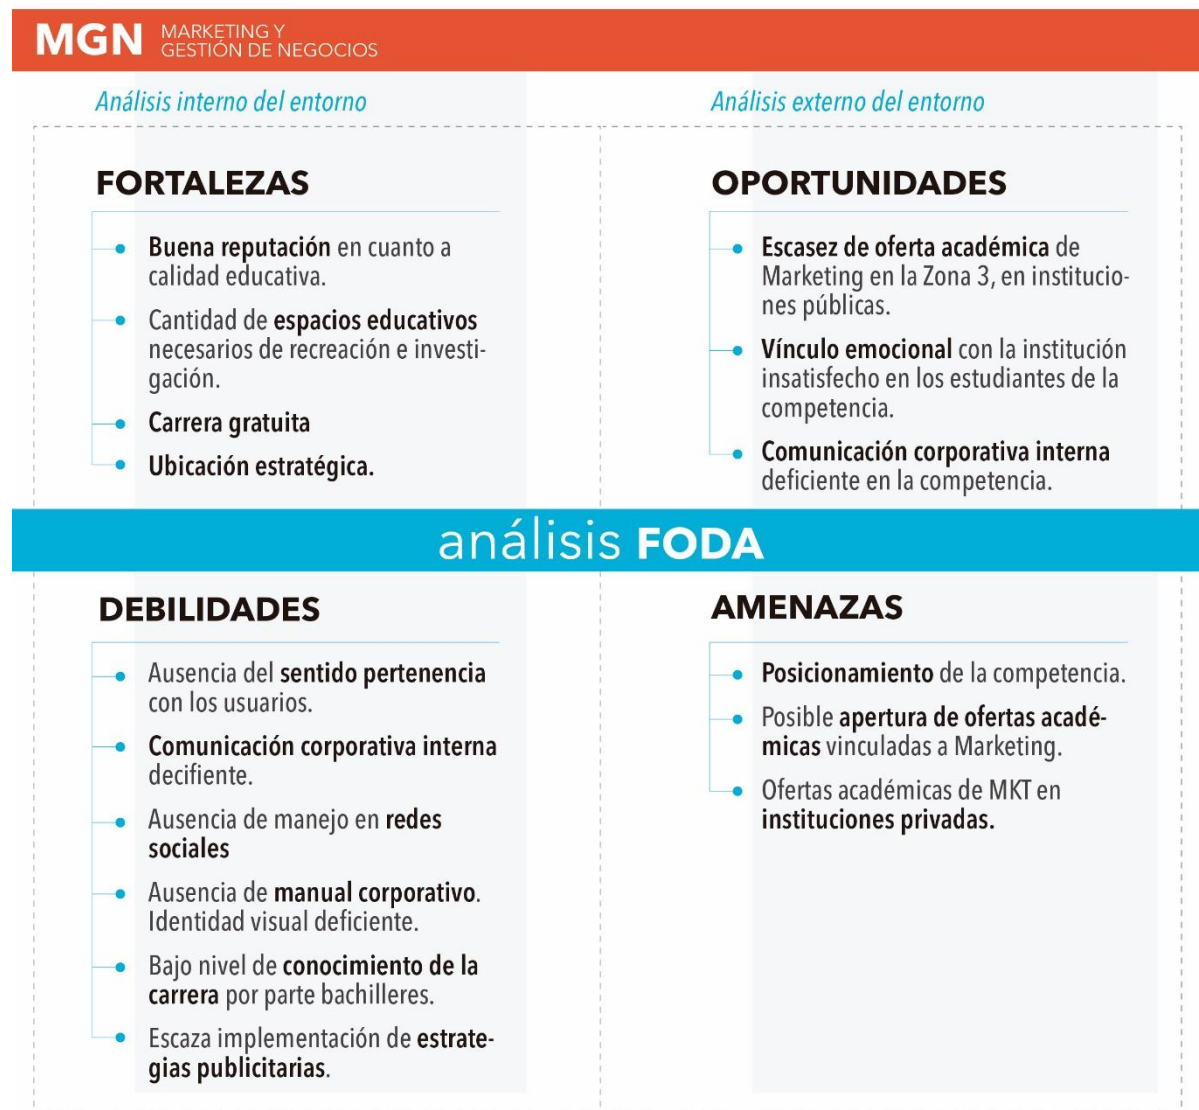 MGN MARKETING Y
GESTIÓN DE NEGOCIOS
Análisis interno del entorno
FORTALEZAS
Buena reputación en cuanto a
calidad educativa.
Cantidad de espacios educativos
necesarios de recreación e investi-
gación.
Carrera gratuita
Ubicación estratégica.
Análisis externo del entorno
OPORTUNIDADES
Escasez de oferta académica de
Marketing en la Zona 3, en institucio-
nes públicas.
Vínculo emocional con la institución
insatisfecho en los estudiantes de la
competencia.
Comunicación corporativa interna
deficiente en la competencia.
análisis FODA
DEBILIDADES
Ausencia del sentido pertenencia
con los usuarios.
Comunicación corporativa interna
decifiente.
Ausencia de manejo en redes
sociales
Ausencia de manual corporativo.
Identidad visual deficiente.
Bajo nivel de conocimiento de la
carrera por parte bachilleres.
Escaza implementación de estrate-
gias publicitarias.
AMENAZAS
Posicionamiento de la competencia.
Posible apertura de ofertas acadé-
micas vinculadas a Marketing.
Ofertas académicas de MKT en
instituciones privadas.